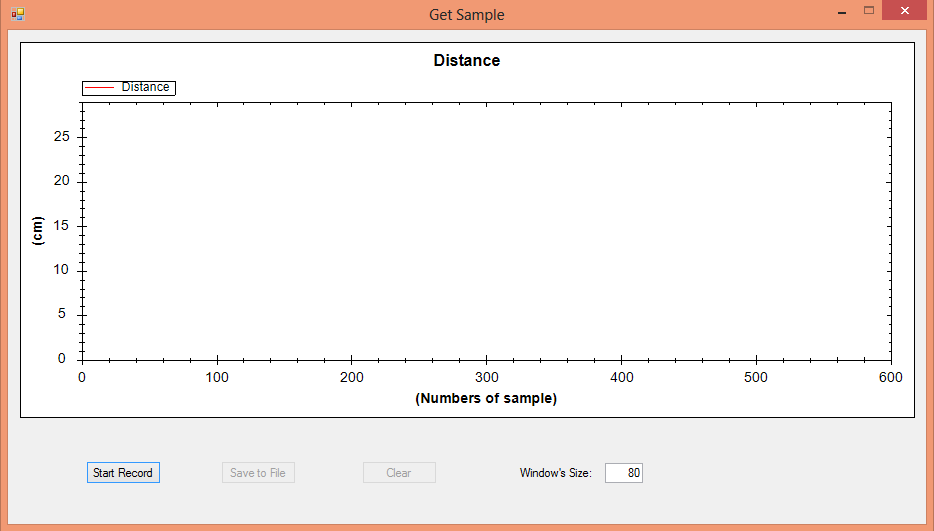 Get Sample
Distance
Distance
25
20
15
10
5
0
(cm)
0 100 200 300 400 500 600
(Numbers of sample)
Start Record Save to File Clear Window's Size: 80